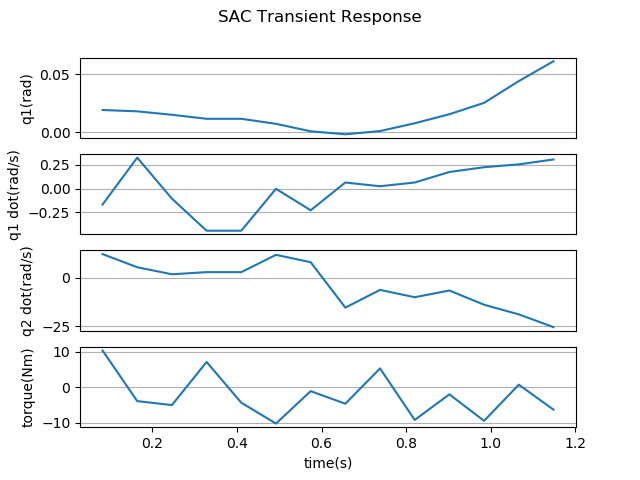 SAC Transient Response
0.05
0.00
q1(rad)
0.25
0.00
−0.25
q1 dot(rad/s)
0
−25
q2 dot(rad/s)
10
0
−10
torque(Nm)
0.2 0.4 0.6 0.8 1.0 1.2
time(s)